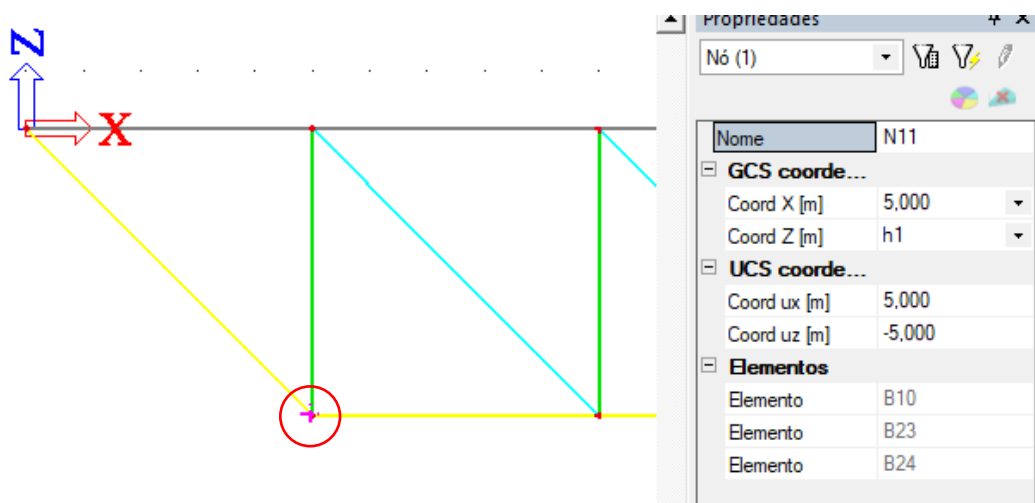 Z
X
Propriedades
Nó (1)
Nome N11
GCS coorde...
Coord X [m] 5,000
Coord Z [m] h1
UCS coorde...
Coord ux [m] 5,000
Coord uz [m] -5,000
Elementos
Elemento B10
Elemento B23
Elemento B24